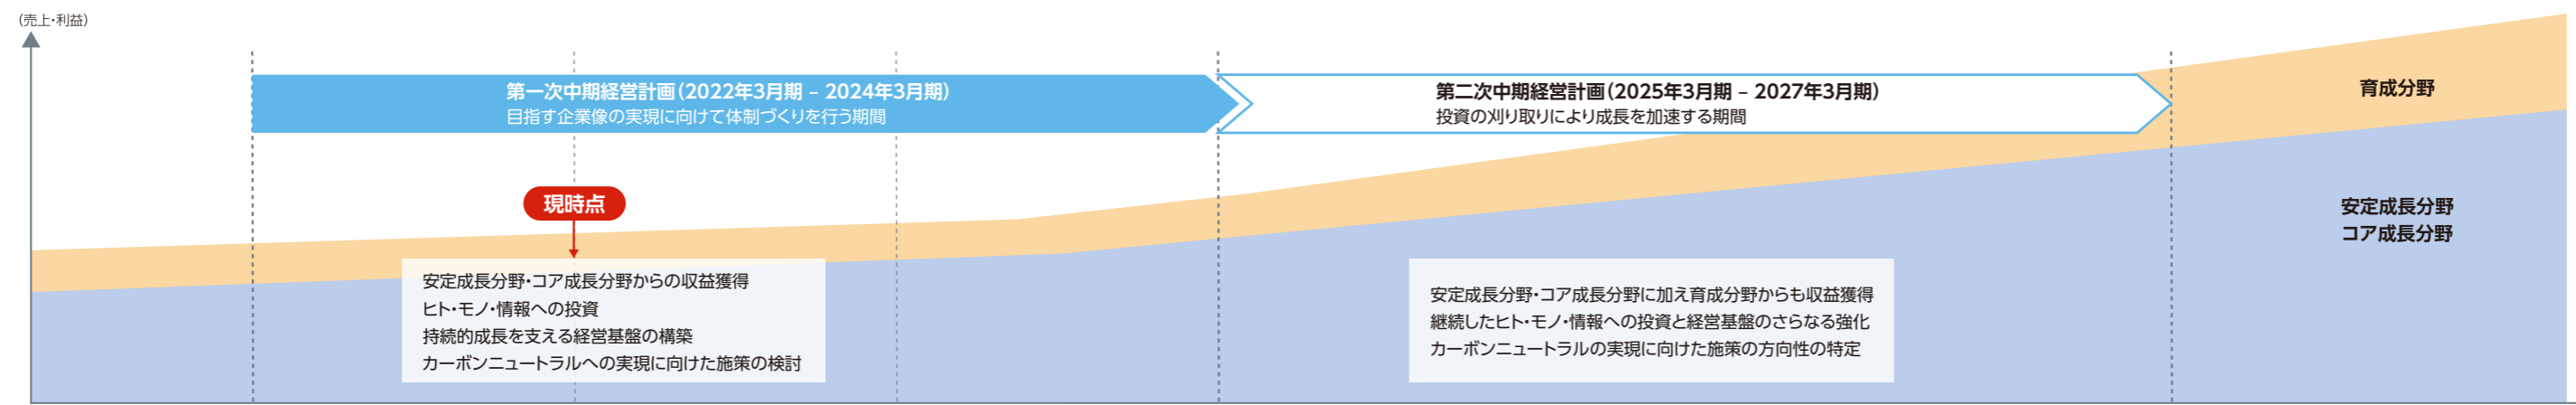 (売上・利益)
第一次中期経営計画(2022年3月期 – 2024年3月期)
目指す企業像の実現に向けて体制づくりを行う期間
第二次中期経営計画(2025年3月期 – 2027年3月期)
投資の刈り取りにより成長を加速する期間
育成分野
現時点
安定成長分野
コア成長分野
安定成長分野・コア成長分野からの収益獲得
ヒト・モノ・情報への投資
持続的成長を支える経営基盤の構築
カーボンニュートラルへの実現に向けた施策の検討
安定成長分野・コア成長分野に加え育成分野からも収益獲得
継続したヒト・モノ・情報への投資と経営基盤のさらなる強化
カーボンニュートラルの実現に向けた施策の方向性の特定